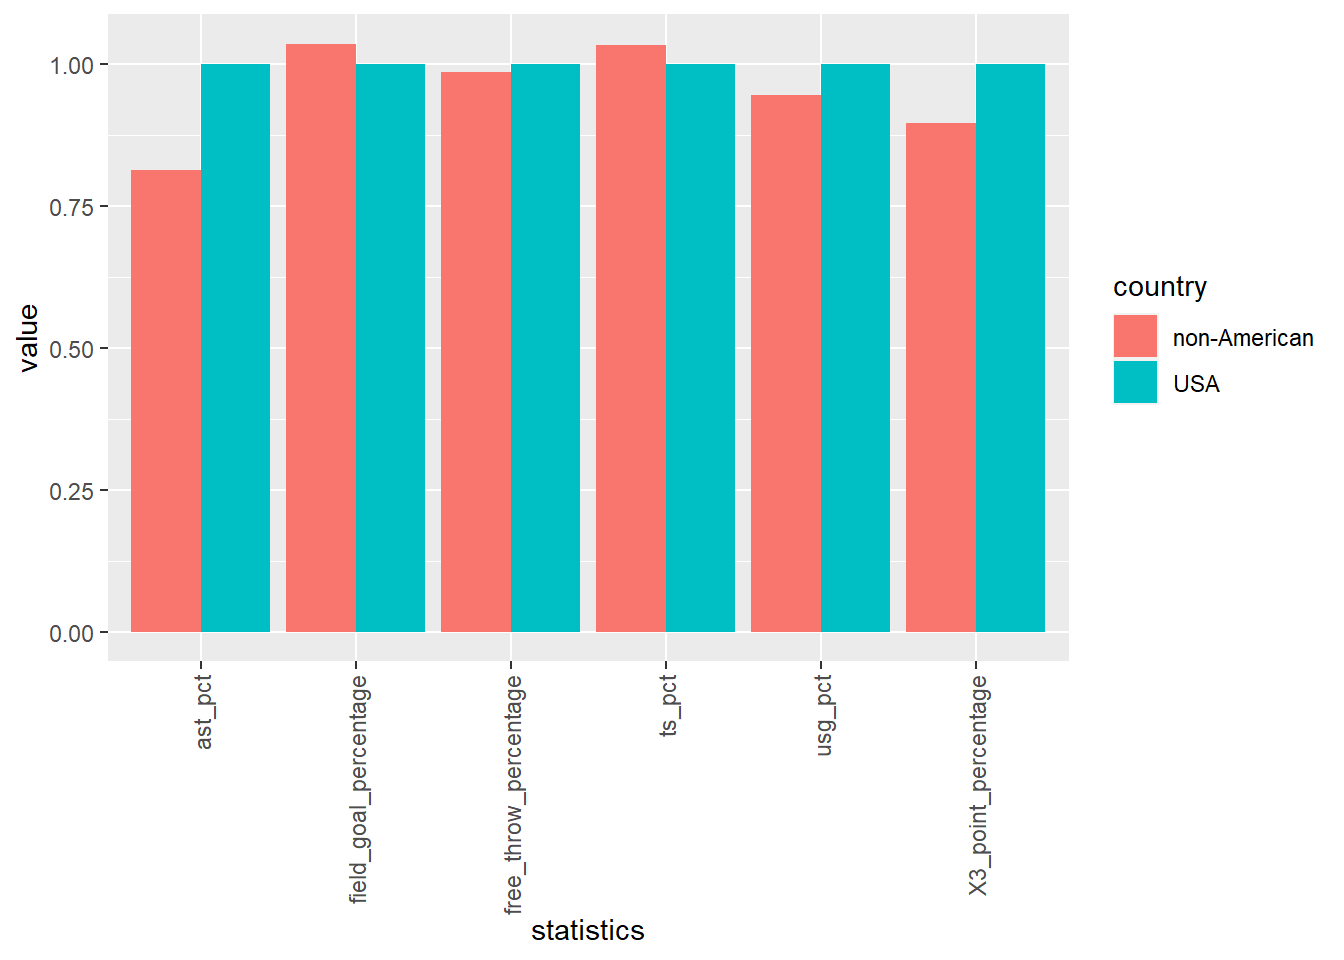 1.00
0.75
0.50
0.25
0.00
value
ast_pct
field_goal_percentage
free_throw_percentage
ts_pct
usg_pct
X3_point_percentage
statistics
country
non-American
USA